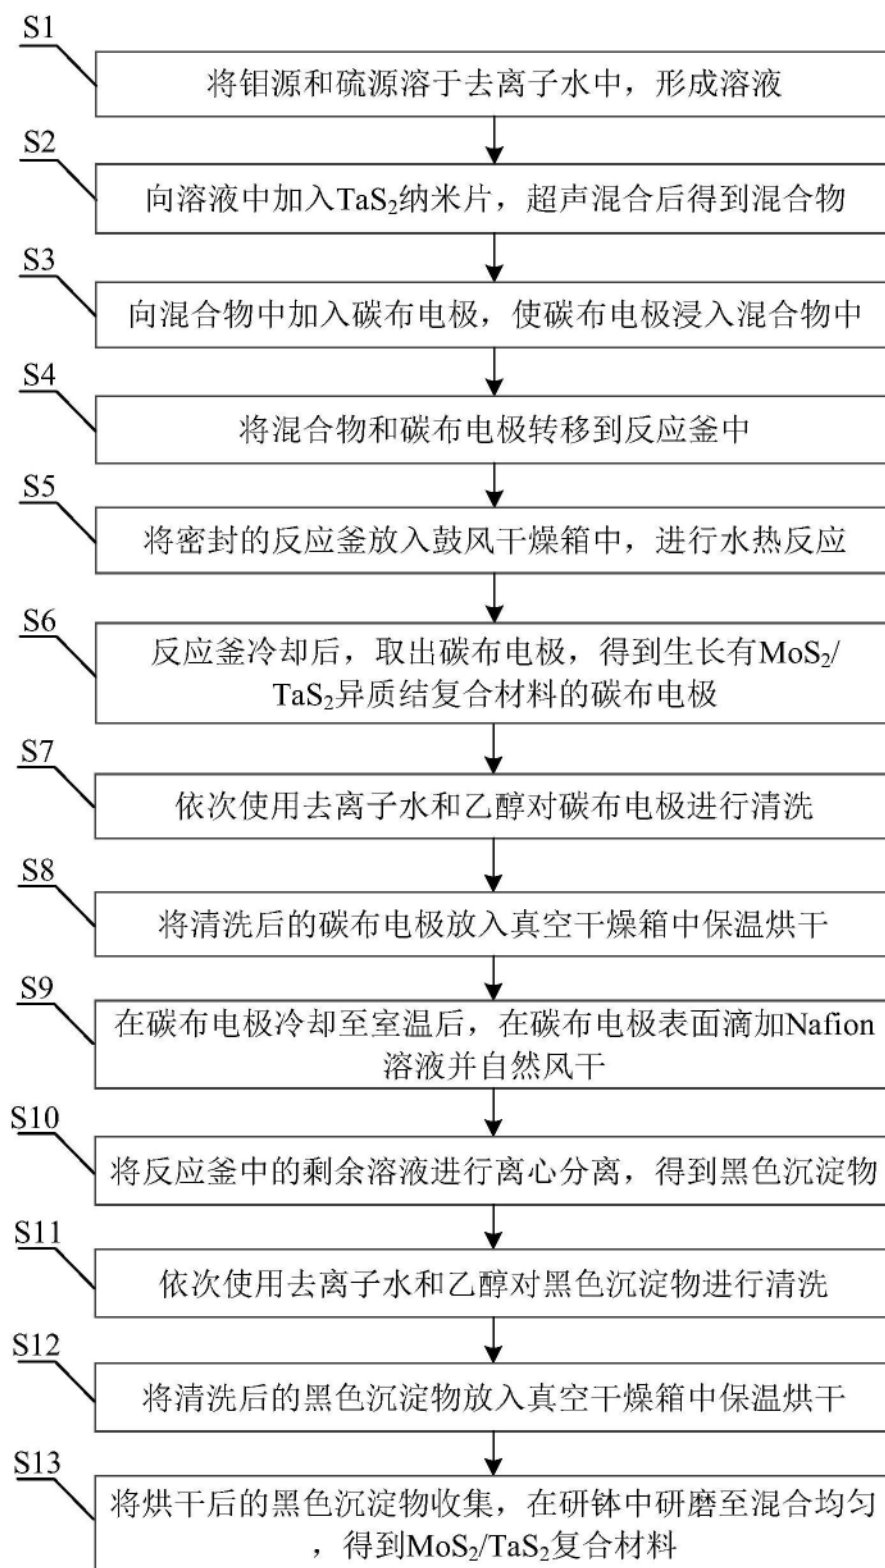 S1
将钼源和硫源溶于去离子水中，形成溶液
S2
向溶液中加入TaS₂纳米片，超声混合后得到混合物
S3
向混合物中加入碳布电极，使碳布电极浸入混合物中
S4
将混合物和碳布电极转移到反应釜中
S5
将密封的反应釜放入鼓风干燥箱中，进行水热反应
S6
反应釜冷却后，取出碳布电极，得到生长有MoS₂/
TaS₂异质结复合材料的碳布电极
S7
依次使用去离子水和乙醇对碳布电极进行清洗
S8
将清洗后的碳布电极放入真空干燥箱中保温烘干
S9
在碳布电极冷却至室温后，在碳布电极表面滴加Nafion
溶液并自然风干
S10
将反应釜中的剩余溶液进行离心分离，得到黑色沉淀物
S11
依次使用去离子水和乙醇对黑色沉淀物进行清洗
S12
将清洗后的黑色沉淀物放入真空干燥箱中保温烘干
S13
将烘干后的黑色沉淀物收集，在研钵中研磨至混合均匀
，得到MoS₂/TaS₂复合材料